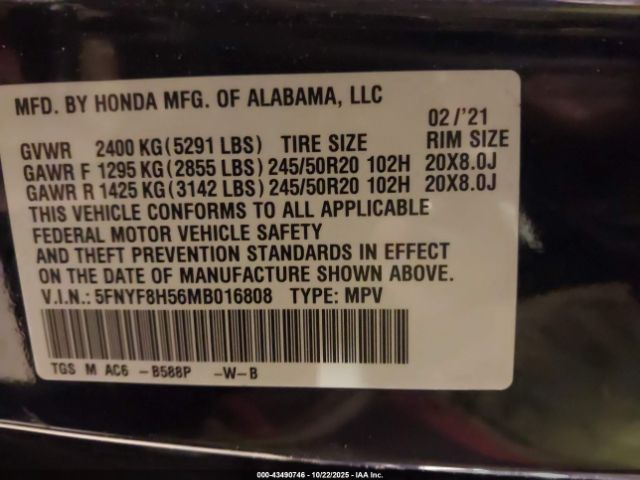 MFD. BY HONDA MFG. OF ALABAMA, LLC
02/'21
GVWR 2400 KG(5291 LBS) TIRE SIZE RIM SIZE
GAWR F 1295 KG(2855 LBS)245/50R20 102H 20X8.0J
GAWR R 1425 KG(3142 LBS)245/50R20 102H 20X8.0J
THIS VEHICLE CONFORMS TO ALL APPLICABLE
FEDERAL MOTOR VEHICLE SAFETY
AND THEFT PREVENTION STANDARDS IN EFFECT
ON THE DATE OF MANUFACTURE SHOWN ABOVE.
V.I.N.: 5FNYF8H56MB016808 TYPE: MPV
TGS M AC6 -B588P -W-B
000-43490746 - 10/22/2025 - IAA Inc.